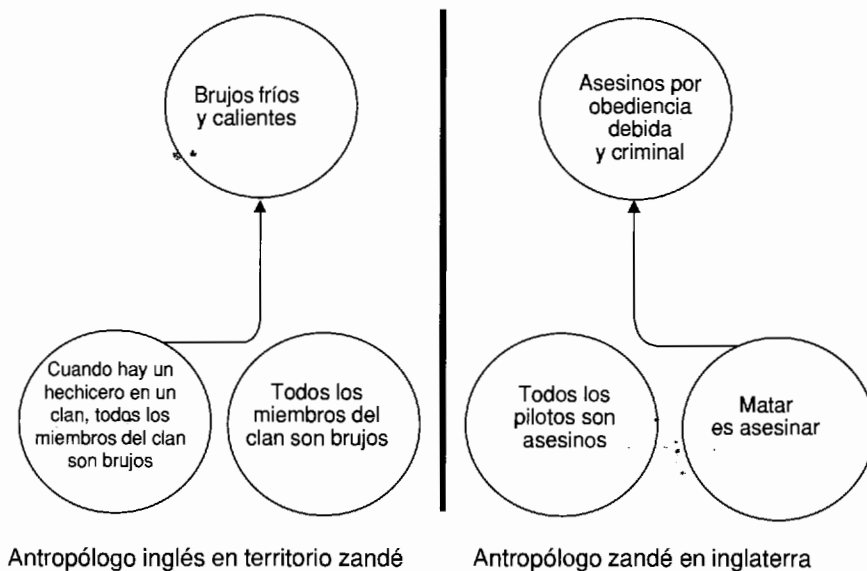 Brujos fríos
y calientes
Cuando hay un
hechicero en un
clan, todos los
miembros del clan
son brujos
Todos los
miembros del
clan son brujos
Antropólogo inglés en territorio zandé
Asesinos por
obediencia
debida
y criminal
Todos los
pilotos son
asesinos
Matar
es asesinar
Antropólogo zandé en inglaterra